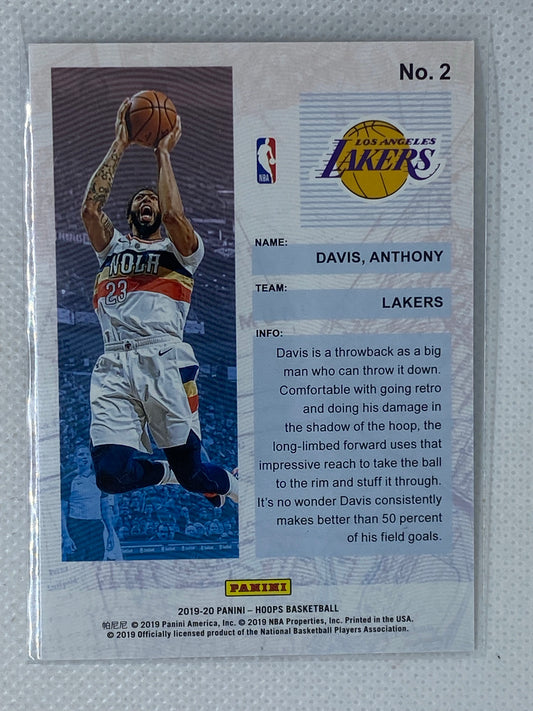 No. 2
LOS ANGELES
LAKERS
NBA
NOLA
23
NAME:
DAVIS, ANTHONY
TEAM:
LAKERS
INFO:
Davis is a throwback as a big
man who can throw it down.
Comfortable with going retro
and doing his damage in
the shadow of the hoop, the
long-limbed forward uses that
impressive reach to take the ball
to the rim and stuff it through.
It's no wonder Davis consistently
makes better than 50 percent
of his field goals.
PANINI
2019-20 PANINI – HOOPS BASKETBALL
帕尼尼 © 2019 Panini America, Inc. © 2019 NBA Properties, Inc. Printed in the USA.
© 2019 Officially licensed product of the National Basketball Players Association.